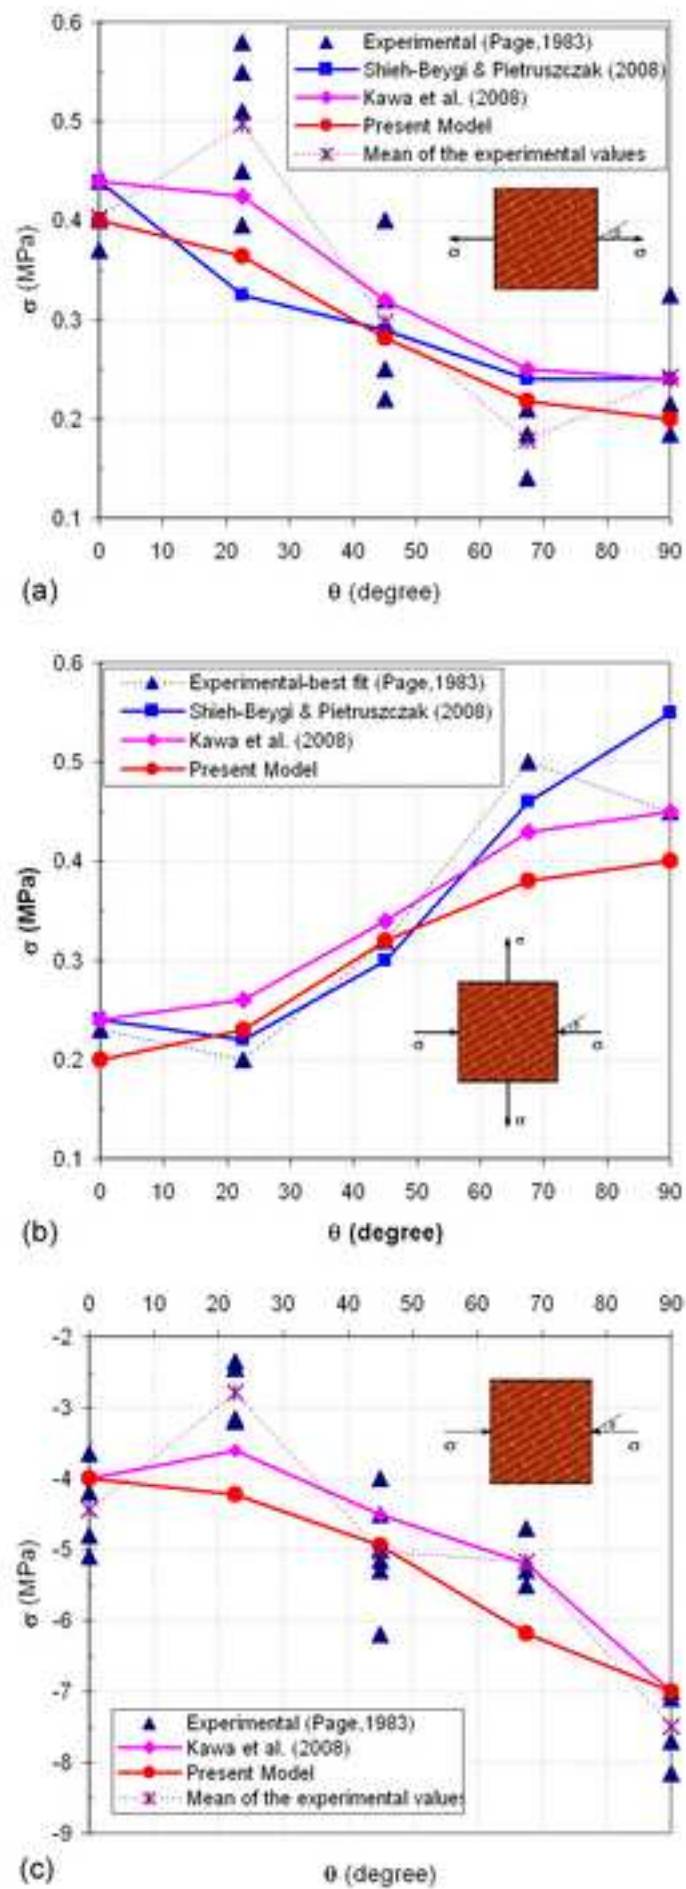 0.6
0.5
0.4
0.3
0.2
0.1
σ (MPa)
Experimental (Page,1983)
Shieh-Beygi & Pietruszczak (2008)
Kawa et al. (2008)
Present Model
Mean of the experimental values
σ σ
0 10 20 30 40 50 60 70 80 90
(a)
θ (degree)
0.6
0.5
0.4
0.3
0.2
0.1
σ (MPa)
Experimental-best fit (Page,1983)
Shieh-Beygi & Pietruszczak (2008)
Kawa et al. (2008)
Present Model
σ
σ σ
σ
0 10 20 30 40 50 60 70 80 90
(b)
θ (degree)
0 10 20 30 40 50 60 70 80 90
-2
-3
-4
-5
-6
-7
-8
-9
σ (MPa)
σ σ
Experimental (Page,1983)
Kawa et al. (2008)
Present Model
Mean of the experimental values
(c)
θ (degree)